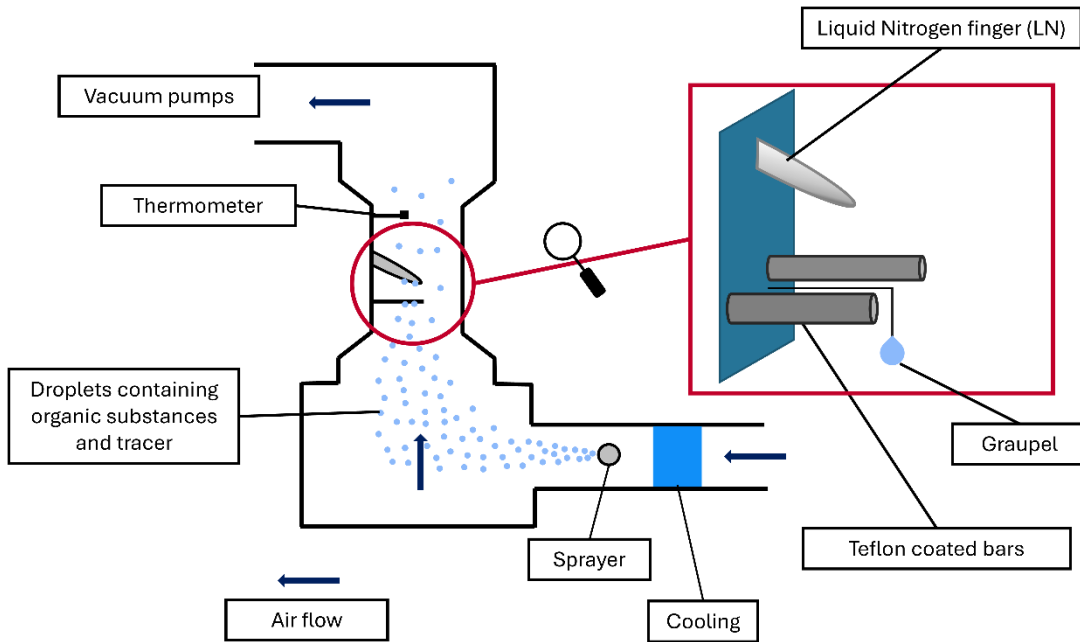 Liquid Nitrogen finger (LN)
Vacuum pumps
Thermometer
Droplets containing
organic substances
and tracer
Graupel
Teflon coated bars
Sprayer
Cooling
Air flow